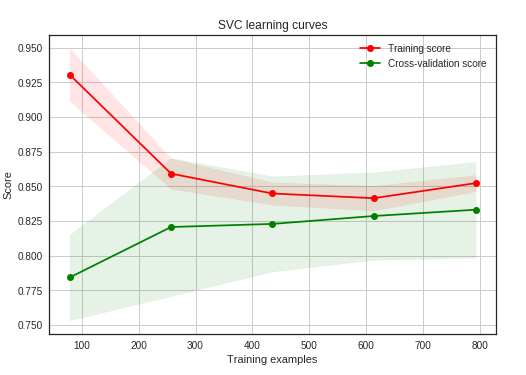 SVC learning curves
Training score
Cross-validation score
0.950
0.925
0.900
0.875
0.850
0.825
0.800
0.775
0.750
Score
100 200 300 400 500 600 700 800
Training examples